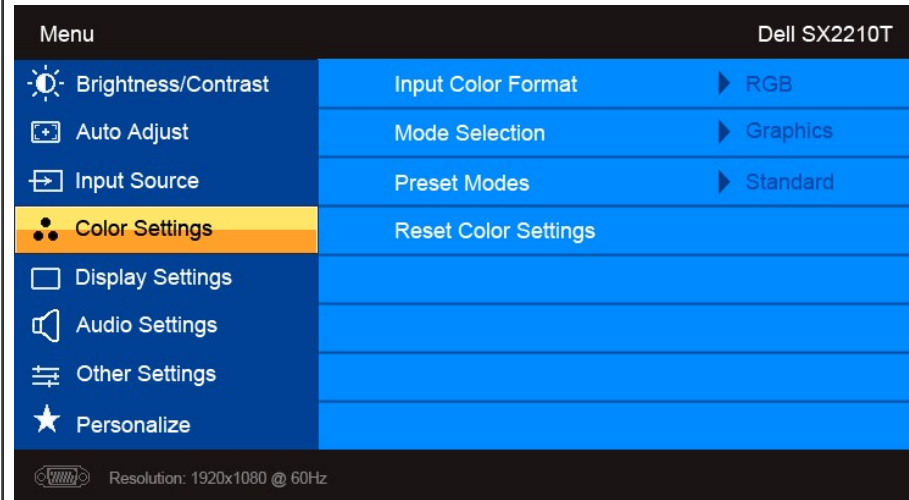 Menu Dell SX2210T
Brightness/Contrast Input Color Format RGB
Auto Adjust Mode Selection Graphics
Input Source Preset Modes Standard
Color Settings Reset Color Settings
Display Settings
Audio Settings
Other Settings
Personalize
Resolution: 1920x1080 @ 60Hz